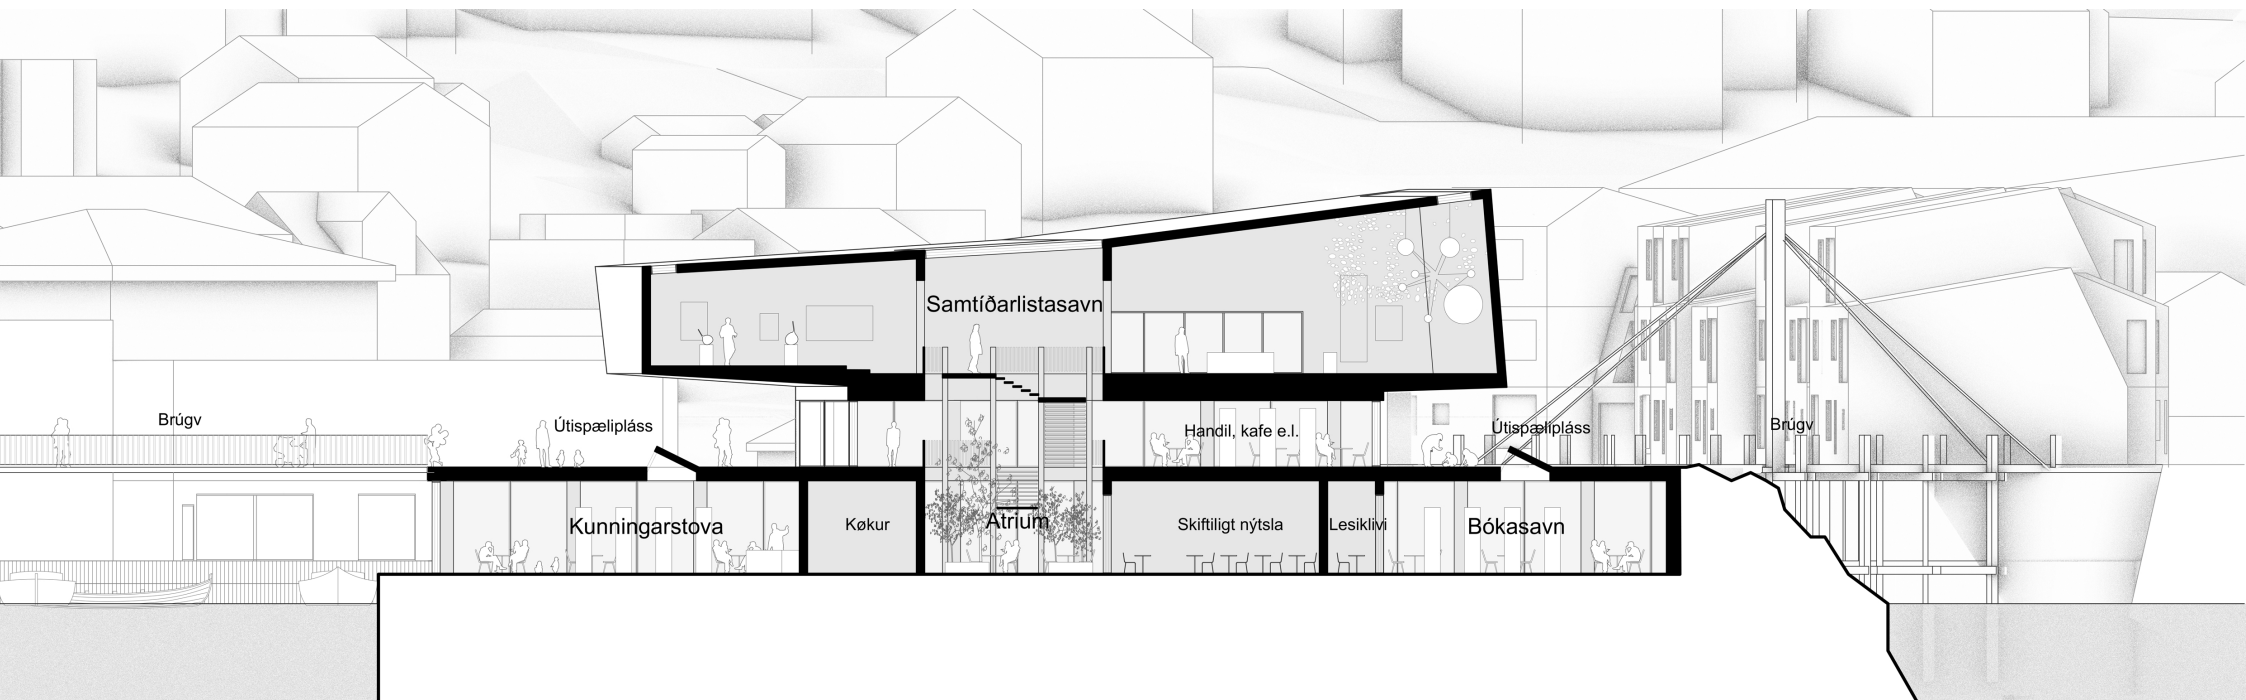 Samtíðarlistasavn
Brúgv
Útispælipláss
Handil, kafe e.l.
Útispælipláss
Brúgv
Kunningarstova
Køkur
Atrium
Skiftiligt nýtsla
Lesiklivi
Bókasavn